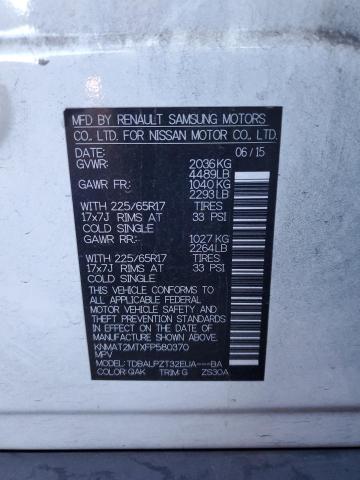 MFD BY RENAULT SAMSUNG MOTORS
CO., LTD. FOR NISSAN MOTOR CO., LTD.
DATE: 06/15
GVWR: 2036KG
4489LB
GAWR FR: 1040KG
2293LB
WITH 225/65R17 TIRES
17x7J RIMS AT 33 PSI
COLD SINGLE
GAWR RR: 1027KG
2264LB
WITH 225/65R17 TIRES
17x7J RIMS AT 33 PSI
COLD SINGLE
THIS VEHICLE CONFORMS TO ALL
APPLICABLE U.S. FEDERAL
MOTOR VEHICLE SAFETY, BUMPER,
AND THEFT PREVENTION STANDARDS
IN EFFECT ON THE DATE OF
MANUFACTURE SHOWN ABOVE.
KNMAT2MTXFP580370
MPV
MODEL: TDBALPZT32EUA---BA
COLOR: QAK TRIM: G ZS30A